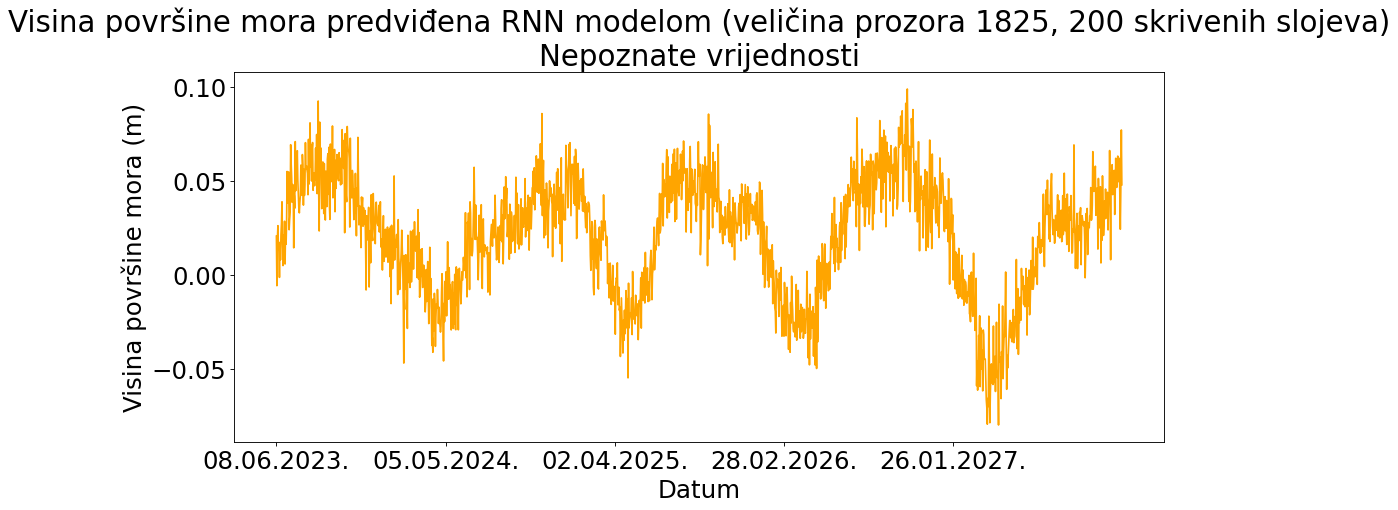 Visina površine mora predviđena RNN modelom (veličina prozora 1825, 200 skrivenih slojeva)
Nepoznate vrijednosti
Visina površine mora (m)
0.10
0.05
0.00
−0.05
08.06.2023. 05.05.2024. 02.04.2025. 28.02.2026. 26.01.2027.
Datum